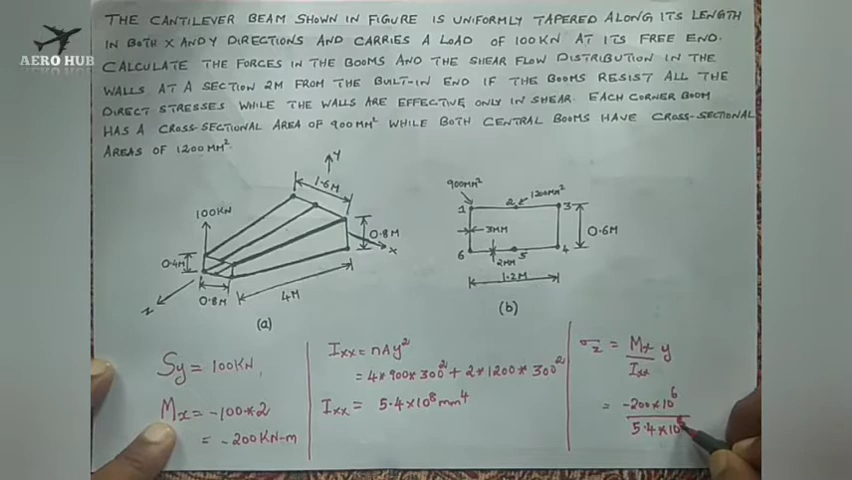 THE CANTILEVER BEAM SHOWN IN FIGURE IS UNIFORMLY TAPERED ALONG ITS LENGTH
IN BOTH X AND Y DIRECTIONS AND CARRIES A LOAD OF 100KN AT ITS FREE END.
CALCULATE THE FORCES IN THE BOOMS AND THE SHEAR FLOW DISTRIBUTION IN THE
WALLS AT A SECTION 2M FROM THE BUILT-IN END IF THE BOOMS RESIST ALL THE
DIRECT STRESSES WHILE THE WALLS ARE EFFECTIVE ONLY IN SHEAR. EACH CORNER BOOM
HAS A CROSS-SECTIONAL AREA OF 900MM² WHILE BOTH CENTRAL BOOMS HAVE CROSS-SECTIONAL
AREAS OF 1200MM².
AERO HUB
Y
1.6M
100KN
0.8M
X
0.4M
0.8M
4M
Z
(a)
900MM²
1200MM²
1 2 3
3MM
0.6M
6 5 4
2MM
1.2M
(b)
Sy = 100KN,
Mx = -100*2
= -200KN-m
Ixx = nAy²
= 4*900*300² + 2*1200*300²
Ixx = 5.4×10⁸mm⁴
σz = Mx/Ixx y
= -200×10⁶
5.4×10⁸